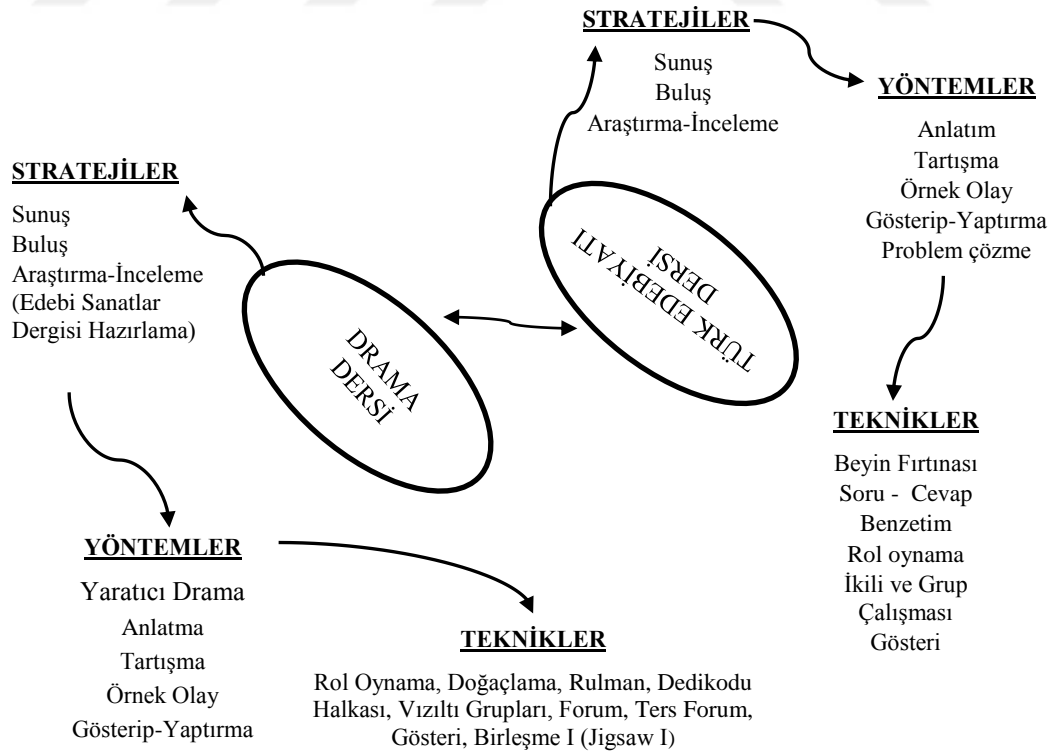 STRATEJİLER
Sunuş
Buluş
Araştırma-İnceleme
YÖNTEMLER
Anlatım
Tartışma
Örnek Olay
Gösterip-Yaptırma
Problem çözme
TEKNİKLER
Beyin Fırtınası
Soru - Cevap
Benzetim
Rol oynama
İkili ve Grup
Çalışması
Gösteri
TÜRK EDEBİYATI
DERSİ
DRAMA
DERSİ
STRATEJİLER
Sunuş
Buluş
Araştırma-İnceleme
(Edebi Sanatlar
Dergisi Hazırlama)
YÖNTEMLER
Yaratıcı Drama
Anlatma
Tartışma
Örnek Olay
Gösterip-Yaptırma
TEKNİKLER
Rol Oynama, Doğaçlama, Rulman, Dedikodu
Halkası, Vızıltı Grupları, Forum, Ters Forum,
Gösteri, Birleşme I (Jigsaw I)